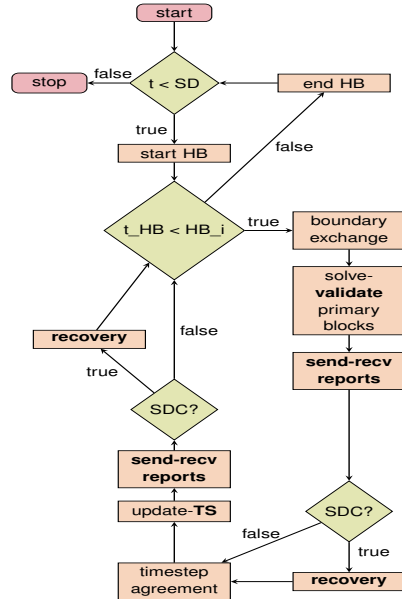 start
t < SD
false
stop
end HB
true
start HB
false
t_HB < HB_i
true
boundary
exchange
solve-
validate
primary
blocks
send-recv
reports
recovery
false
true
SDC?
send-recv
reports
SDC?
update-TS
false
true
timestep
agreement
recovery